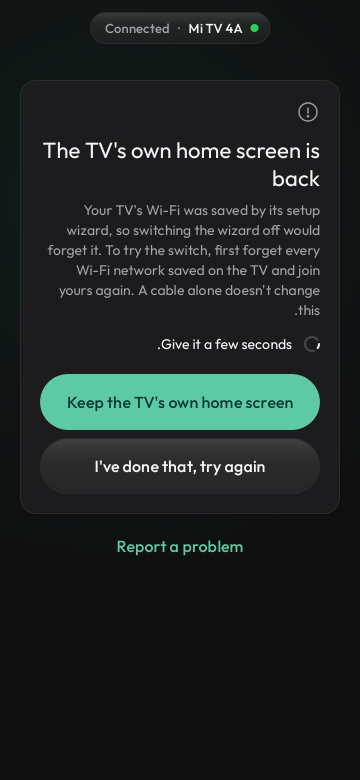 Connected · Mi TV 4A
The TV's own home screen is
back
Your TV's Wi-Fi was saved by its setup
wizard, so switching the wizard off would
forget it. To try the switch, first forget every
Wi-Fi network saved on the TV and join
yours again. A cable alone doesn't change
.this
.Give it a few seconds
Keep the TV's own home screen
I've done that, try again
Report a problem